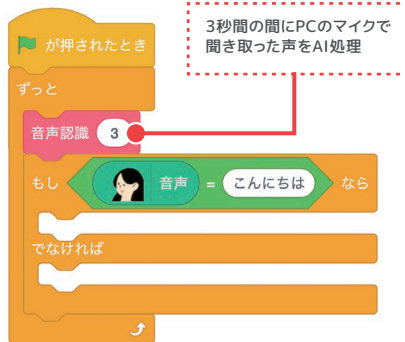 3秒間の間にPCのマイクで
聞き取った声をAI処理
が押されたとき
ずっと
音声認識 3
もし 音声 = こんにちは なら
でなければ